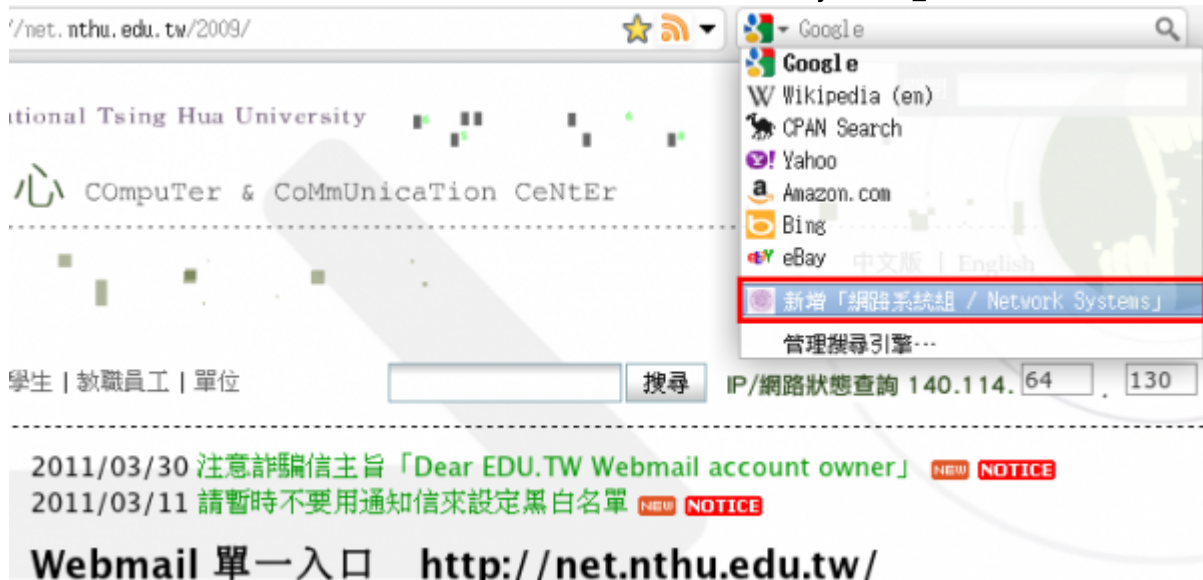 //net.nthu.edu.tw/2009/
Google
Google
Wikipedia (en)
CPAN Search
Yahoo
Amazon.com
Bing
eBay
新增「網路系統組 / Network Systems」
管理搜尋引擎…
ational Tsing Hua University
心 COmpuTer & CoMmUnicaTion CeNtEr
中文版 | English
學生 | 教職員工 | 單位
搜尋
IP/網路狀態查詢 140.114. 64 . 130
2011/03/30 注意詐騙信主旨「Dear EDU.TW Webmail account owner」 NEW NOTICE
2011/03/11 請暫時不要用通知信來設定黑白名單 NEW NOTICE
Webmail 單一入口 http://net.nthu.edu.tw/